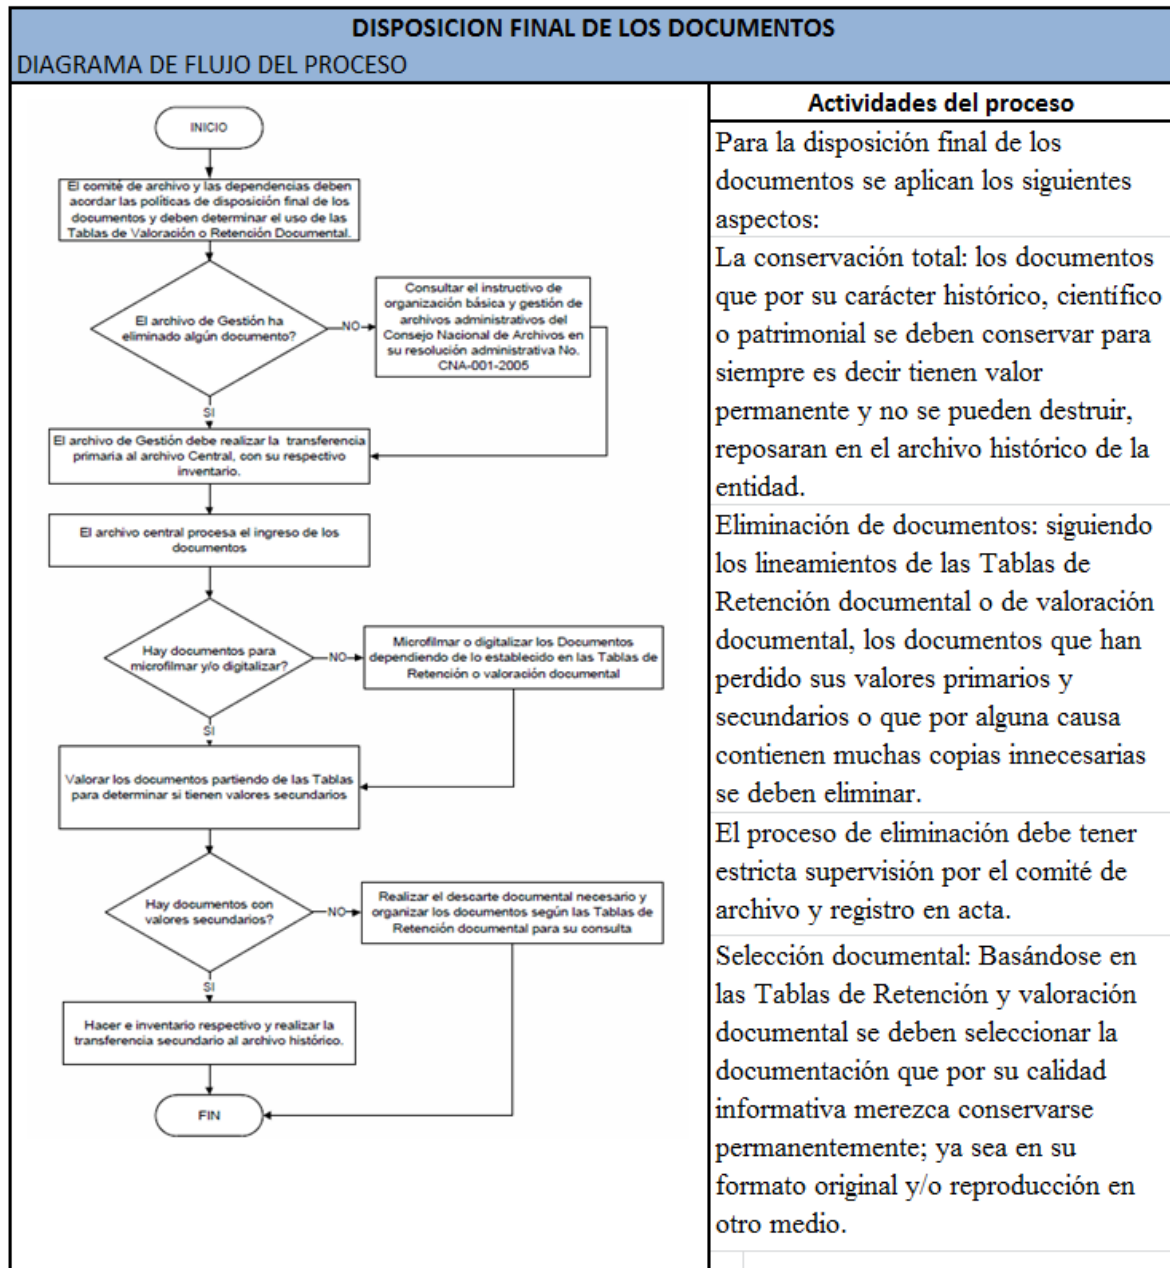 DISPOSICION FINAL DE LOS DOCUMENTOS
DIAGRAMA DE FLUJO DEL PROCESO
INICIO
El comité de archivo y las dependencias deben
acordar las políticas de disposición final de los
documentos y deben determinar el uso de las
Tablas de Valoración o Retención Documental.
El archivo de Gestión ha
eliminado algún documento?
NO
Consultar el instructivo de
organización básica y gestión de
archivos administrativos del
Consejo Nacional de Archivos en
su resolución administrativa No.
CNA-001-2005
SI
El archivo de Gestión debe realizar la transferencia
primaria al archivo Central, con su respectivo
inventario.
El archivo central procesa el ingreso de los
documentos
Hay documentos para
microfilmar y/o digitalizar?
NO
Microfilmar o digitalizar los Documentos
dependiendo de lo establecido en las Tablas de
Retención o valoración documental
SI
Valorar los documentos partiendo de las Tablas
para determinar si tienen valores secundarios
Hay documentos con
valores secundarios?
NO
Realizar el descarte documental necesario y
organizar los documentos según las Tablas de
Retención documental para su consulta
SI
Hacer e inventario respectivo y realizar la
transferencia secundario al archivo histórico.
FIN
Actividades del proceso
Para la disposición final de los
documentos se aplican los siguientes
aspectos:
La conservación total: los documentos
que por su carácter histórico, científico
o patrimonial se deben conservar para
siempre es decir tienen valor
permanente y no se pueden destruir,
reposaran en el archivo histórico de la
entidad.
Eliminación de documentos: siguiendo
los lineamientos de las Tablas de
Retención documental o de valoración
documental, los documentos que han
perdido sus valores primarios y
secundarios o que por alguna causa
contienen muchas copias innecesarias
se deben eliminar.
El proceso de eliminación debe tener
estricta supervisión por el comité de
archivo y registro en acta.
Selección documental: Basándose en
las Tablas de Retención y valoración
documental se deben seleccionar la
documentación que por su calidad
informativa merezca conservarse
permanentemente; ya sea en su
formato original y/o reproducción en
otro medio.